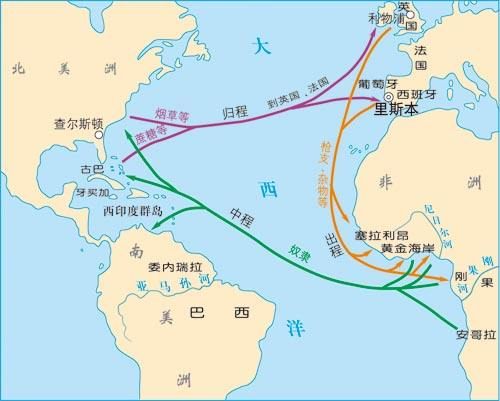 英国
利物浦
大
法国
北美洲
葡萄牙
西班牙
里斯本
到英国、法国
归程
烟草等
查尔斯顿
蔗糖等
枪支、杂物等
非洲
古巴
牙买加
西
西印度群岛
中程
尼日尔河
塞拉利昂
黄金海岸
出程
奴隶
南美洲
委内瑞拉
亚马孙河
刚果河
刚果
巴西
洋
安哥拉